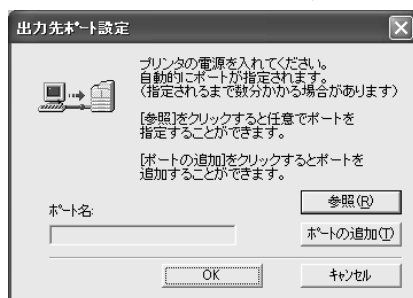 出力先ﾎﾟｰﾄ設定
プリンタの電源を入れてください。
自動的にポートが指定されます。
（指定されるまで数分かかる場合があります）
[参照]をクリックすると任意でポートを
指定することができます。
[ポートの追加]をクリックするとポートを
追加することができます。
参照(R)
ﾎﾟｰﾄ名:
ﾎﾟｰﾄの追加(T)
OK
ｷｬﾝｾﾙ